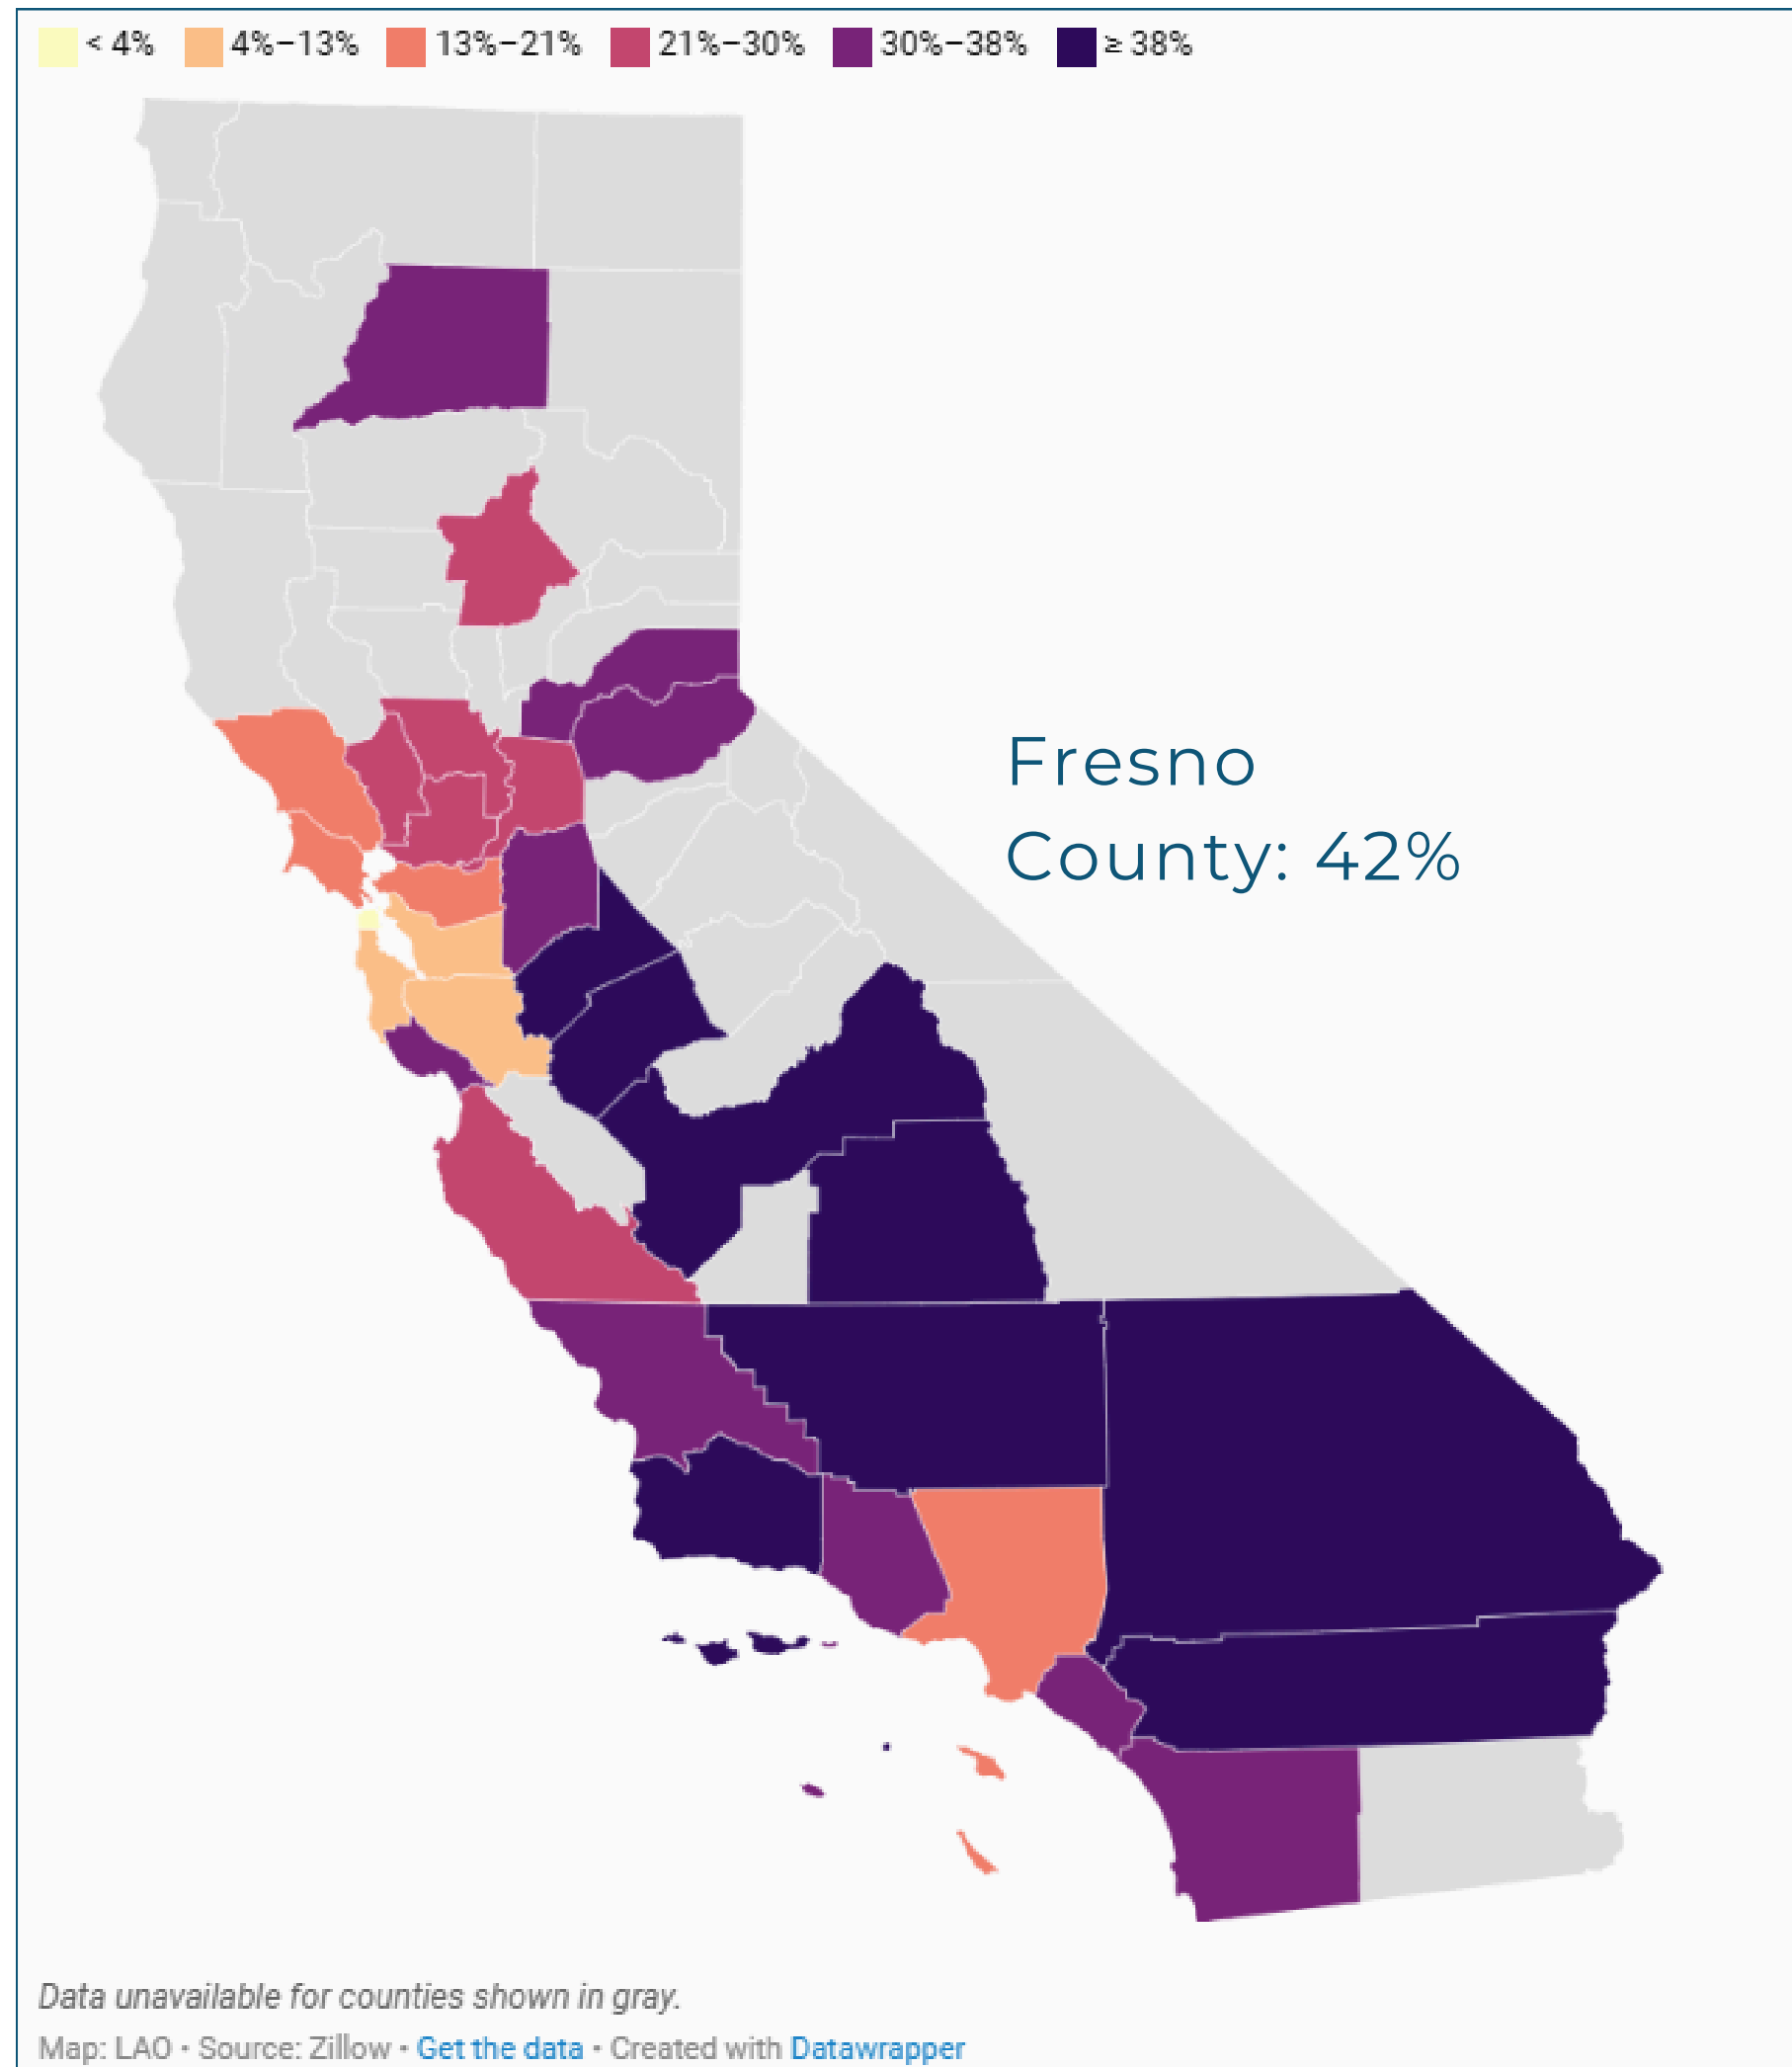 < 4% 4%–13% 13%–21% 21%–30% 30%–38% ≥ 38%
Fresno
County: 42%
Data unavailable for counties shown in gray.
Map: LAO • Source: Zillow • Get the data • Created with Datawrapper